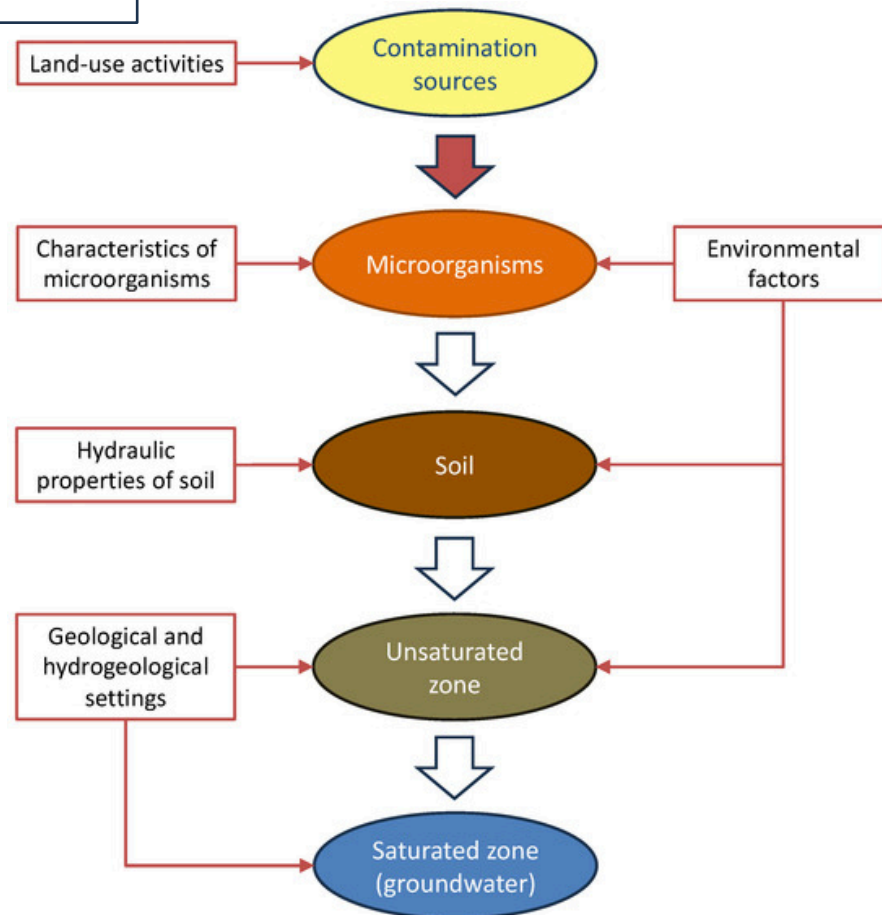 Contamination
sources
Land-use activities
Characteristics of
microorganisms
Microorganisms
Environmental
factors
Hydraulic
properties of soil
Soil
Geological and
hydrogeological
settings
Unsaturated
zone
Saturated zone
(groundwater)